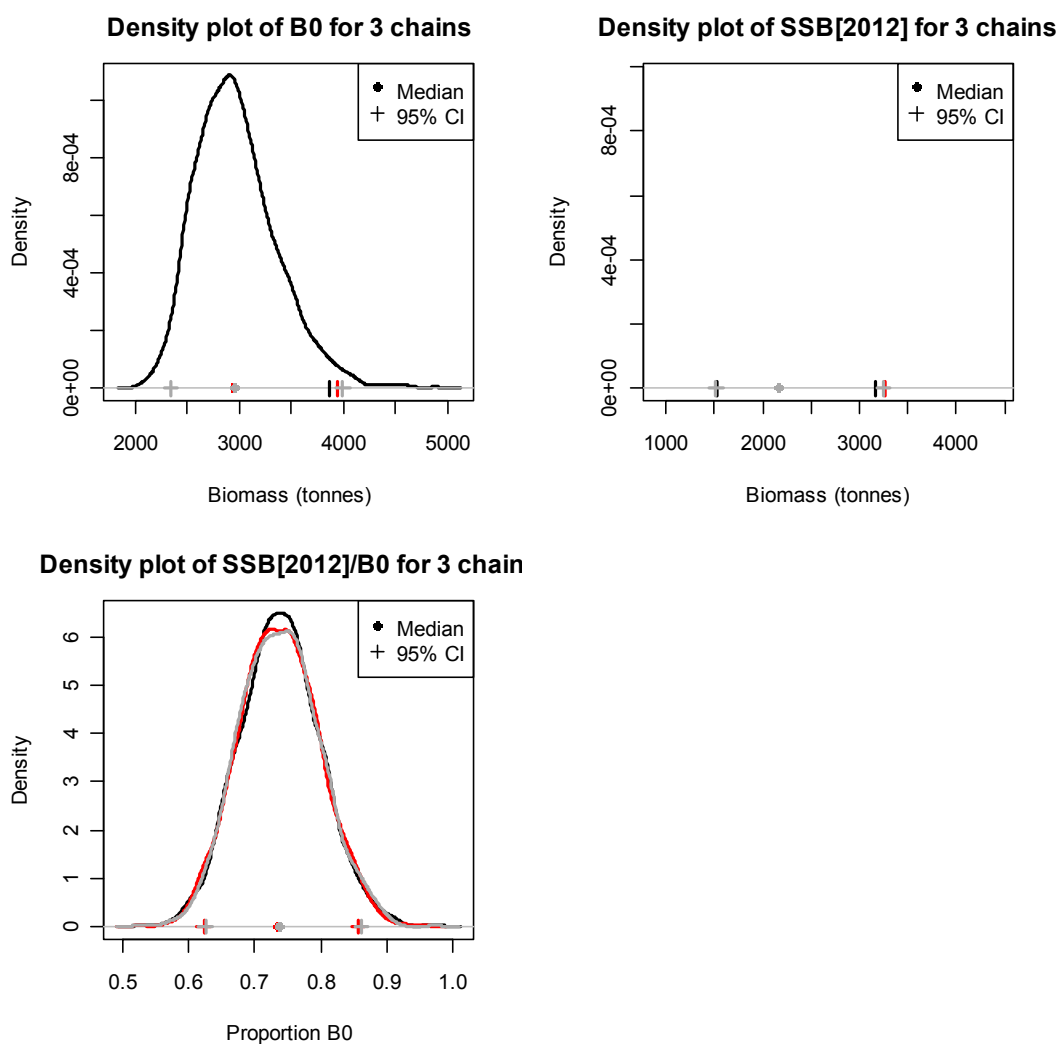 Density plot of B0 for 3 chains
Median
95% CI
Density
0e+00
4e-04
8e-04
2000 3000 4000 5000
Biomass (tonnes)
Density plot of SSB[2012] for 3 chains
Median
95% CI
Density
0e+00
4e-04
8e-04
1000 2000 3000 4000
Biomass (tonnes)
Density plot of SSB[2012]/B0 for 3 chain
Median
95% CI
Density
0
1
2
3
4
5
6
0.5 0.6 0.7 0.8 0.9 1.0
Proportion B0